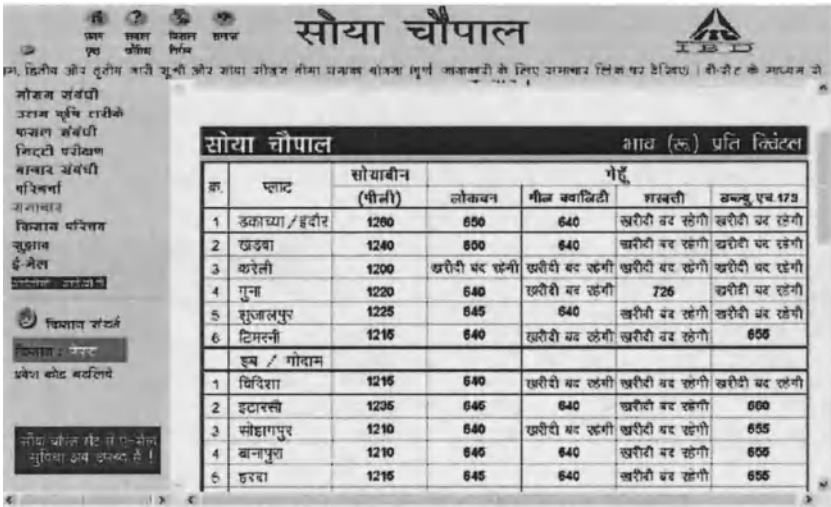 सोया चौपाल
IBD
मौसम संबंधी
उत्तम कृषि तरीके
फसल संबंधी
मिट्टी परीक्षण
बाजार संबंधी
परिचर्चा
समाचार
किसान परिचय
सुझाव
ई-मेल
प्रवेश कोड बदलिये
सोया चौपाल भाव (रू.) प्रति क्विंटल
क्र. प्लाट सोयाबीन (पीली) गेहूँ
लोकवन मील क्वालिटी शरबती डब्ल्यु. एच.173
1 डकाच्या/इंदौर 1260 650 640 खरीदी बंद रहेगी खरीदी बंद रहेगी
2 खंडवा 1240 650 640 खरीदी बंद रहेगी खरीदी बंद रहेगी
3 करेली 1200 खरीदी बंद रहेगी खरीदी बंद रहेगी खरीदी बंद रहेगी खरीदी बंद रहेगी
4 गुना 1220 640 खरीदी बंद रहेगी 725 खरीदी बंद रहेगी
5 शुजालपुर 1225 645 640 खरीदी बंद रहेगी खरीदी बंद रहेगी
6 टिमरनी 1215 640 खरीदी बंद रहेगी खरीदी बंद रहेगी 655
हब / गोदाम
1 विदिशा 1215 640 खरीदी बंद रहेगी खरीदी बंद रहेगी खरीदी बंद रहेगी
2 इटारसी 1235 645 640 खरीदी बंद रहेगी 660
3 सोहागपुर 1210 640 खरीदी बंद रहेगी खरीदी बंद रहेगी 655
4 बानापुरा 1210 645 640 खरीदी बंद रहेगी 655
5 हरदा 1215 645 640 खरीदी बंद रहेगी 655